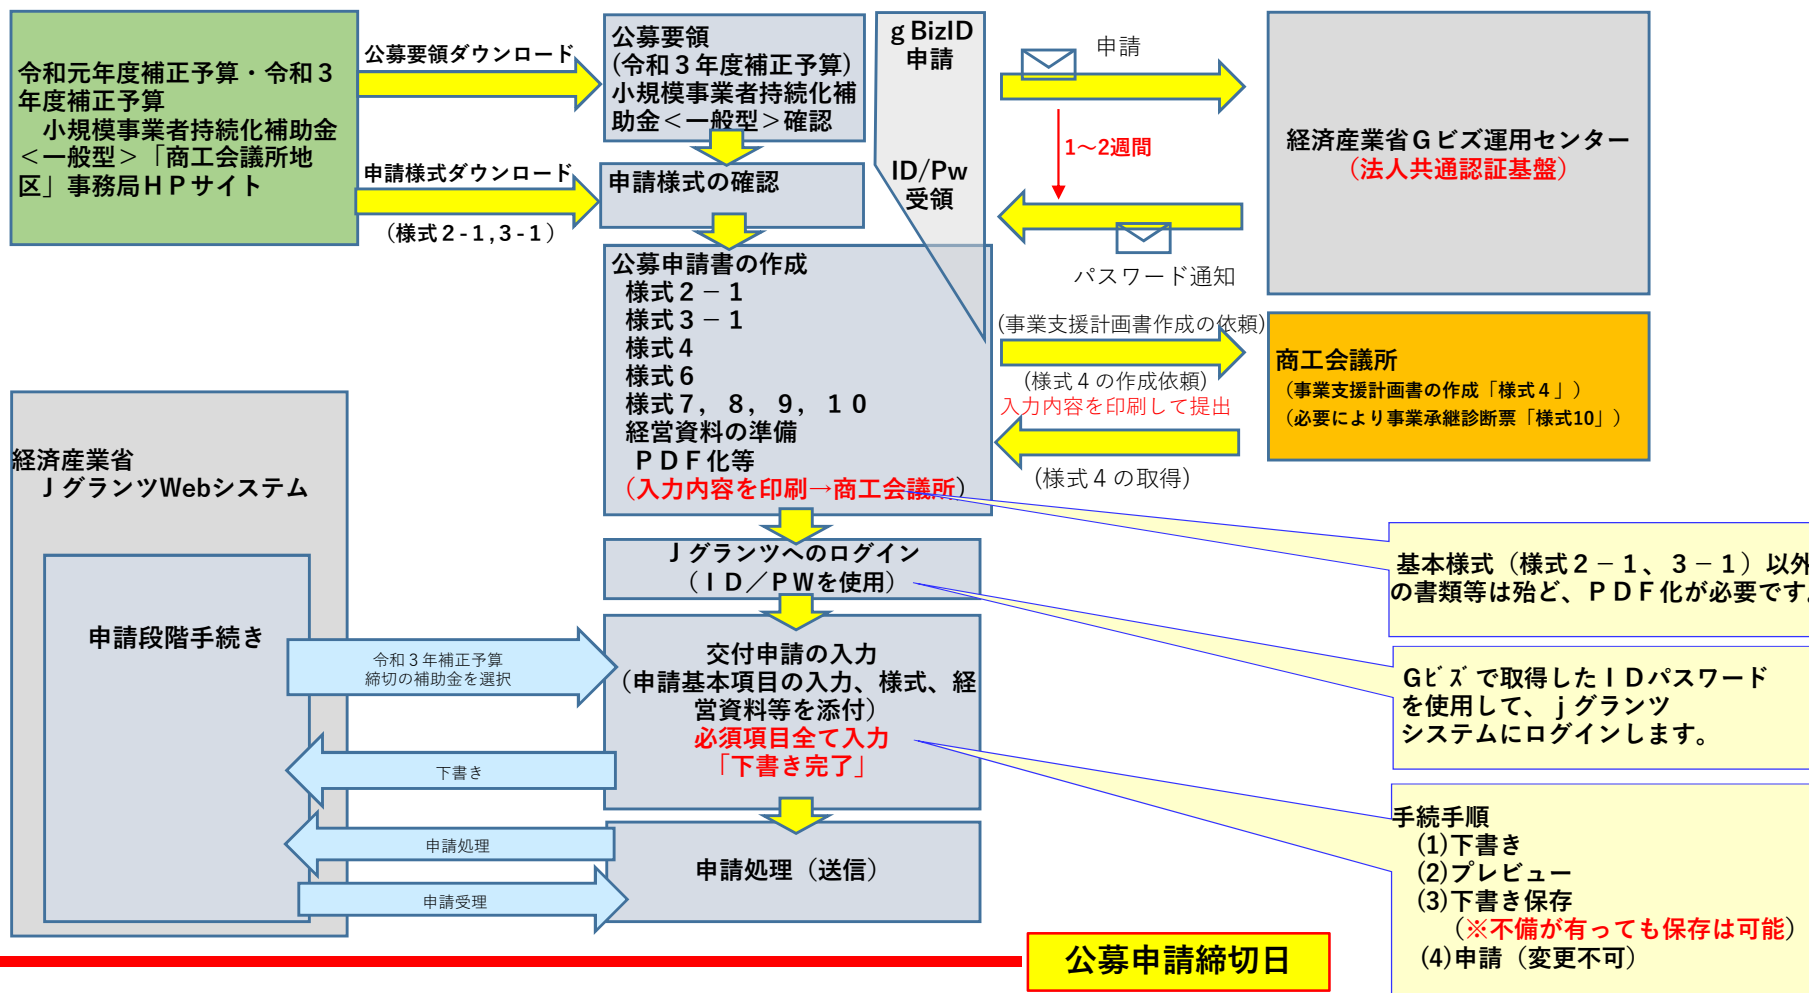 令和元年度補正予算・令和３
年度補正予算
　小規模事業者持続化補助金
＜一般型＞「商工会議所地
区」事務局ＨＰサイト
公募要領ダウンロード
申請様式ダウンロード
（様式２-１,３-１）
公募要領
(令和３年度補正予算)
小規模事業者持続化補
助金＜一般型＞確認
申請様式の確認
g BizID
申請
ID/Pw
受領
申請
1～2週間
パスワード通知
経済産業省Ｇビズ運用センター
（法人共通認証基盤）
公募申請書の作成
様式２－１
様式３－１
様式４
様式６
様式７，８，９，１０
経営資料の準備
ＰＤＦ化等
（入力内容を印刷→商工会議所）
(事業支援計画書作成の依頼)
(様式４の作成依頼)
入力内容を印刷して提出
(様式４の取得)
商工会議所
（事業支援計画書の作成「様式４」）
（必要により事業承継診断票「様式10」）
経済産業省
ＪグランツWebシステム
申請段階手続き
Ｊグランツへのログイン
（ＩＤ／ＰＷを使用）
令和３年補正予算
締切の補助金を選択
交付申請の入力
（申請基本項目の入力、様式、経
営資料等を添付）
必須項目全て入力
「下書き完了」
下書き
申請処理
申請受理
申請処理（送信）
基本様式（様式２－１、３－１）以外
の書類等は殆ど、ＰＤＦ化が必要です。
Ｇﾋﾞｽﾞで取得したＩＤパスワード
を使用して、ｊグランツ
システムにログインします。
手続手順
(1)下書き
(2)プレビュー
(3)下書き保存
（※不備が有っても保存は可能）
(4)申請（変更不可）
公募申請締切日